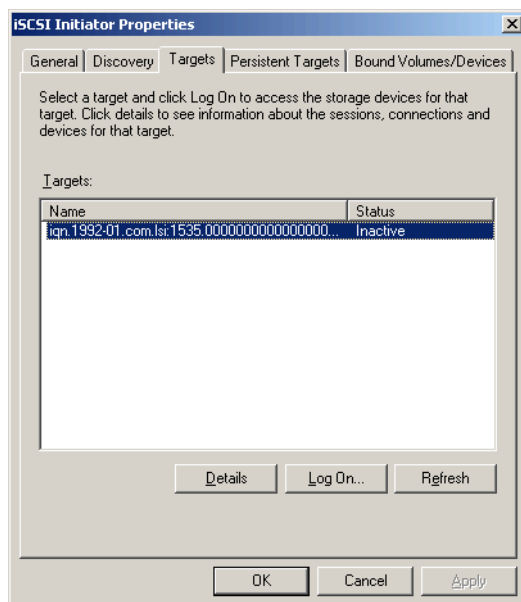 iSCSI Initiator Properties
General Discovery Targets Persistent Targets Bound Volumes/Devices
Select a target and click Log On to access the storage devices for that
target. Click details to see information about the sessions, connections and
devices for that target.
Targets:
Name Status
iqn.1992-01.com.lsi:1535.0000000000000000... Inactive
Details Log On... Refresh
OK Cancel Apply